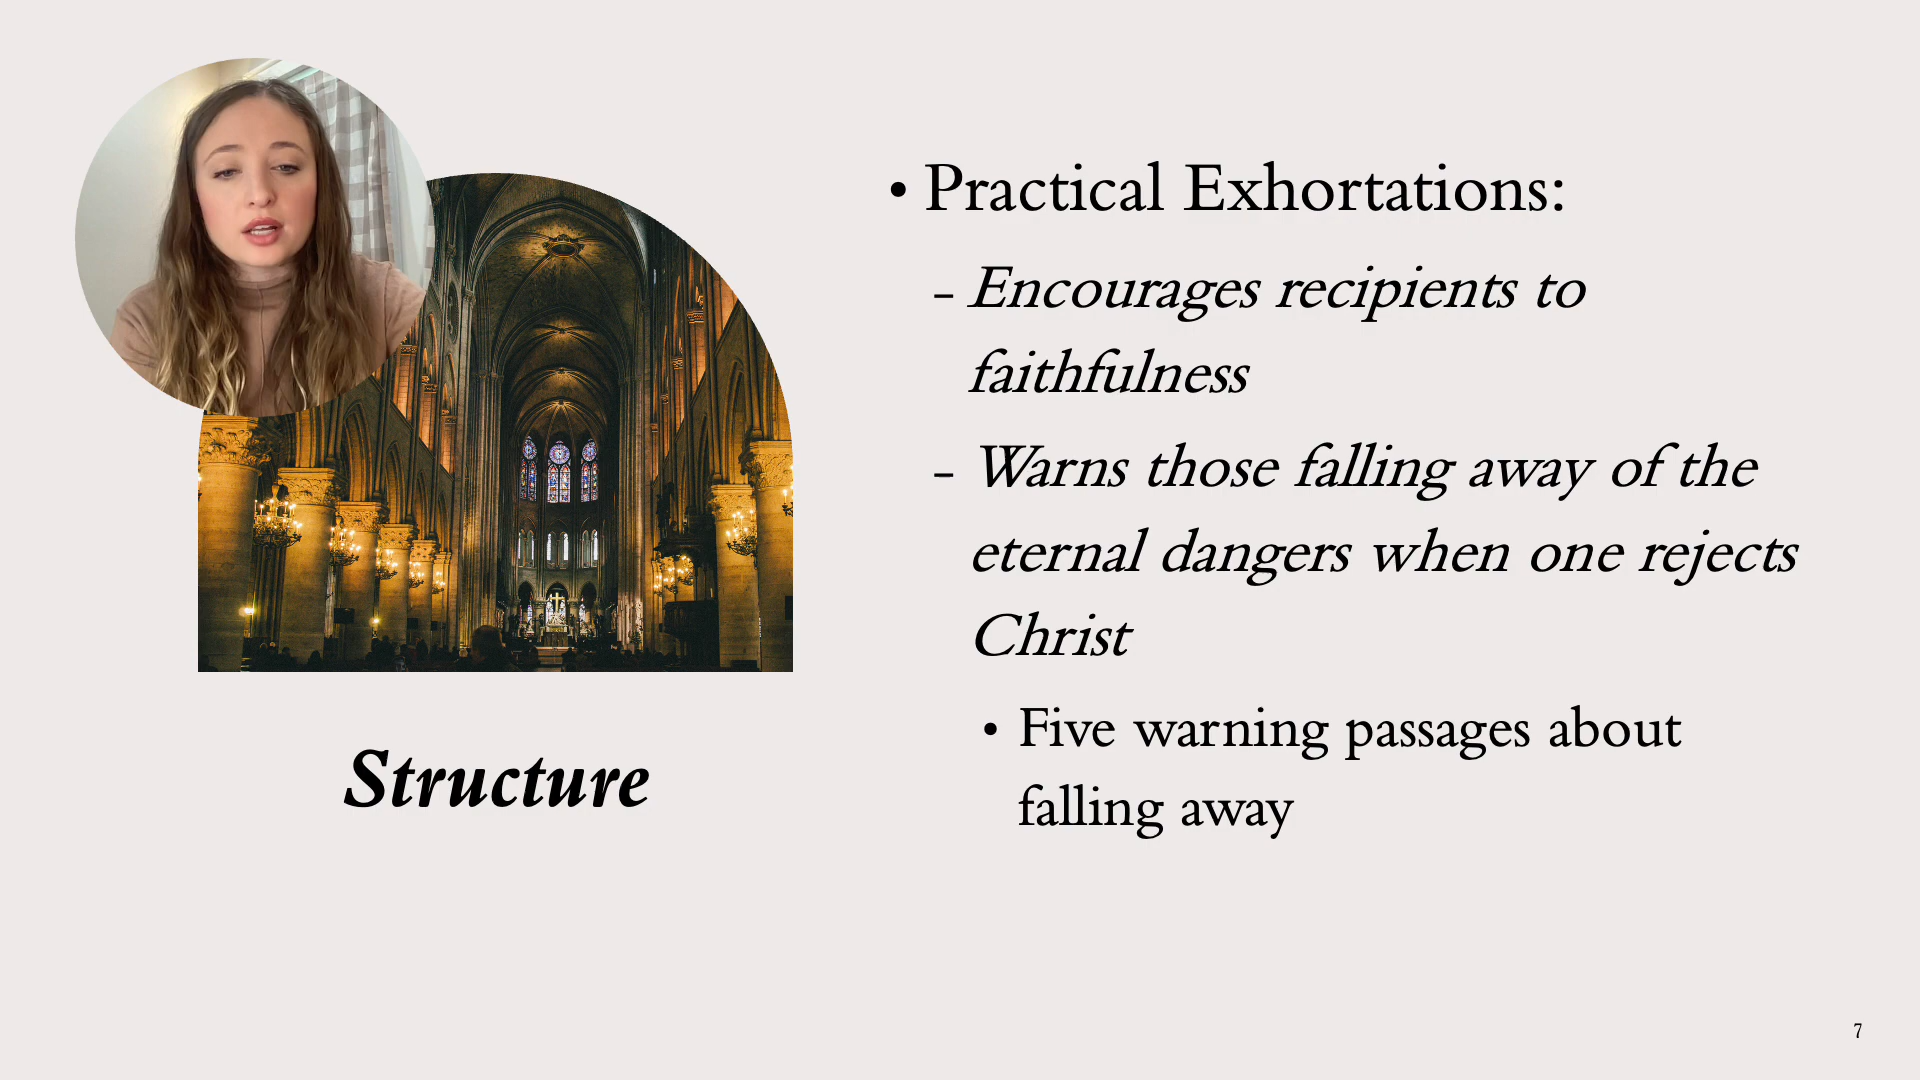 • Practical Exhortations:
- Encourages recipients to
faithfulness
- Warns those falling away of the
eternal dangers when one rejects
Christ
• Five warning passages about
falling away
Structure
7